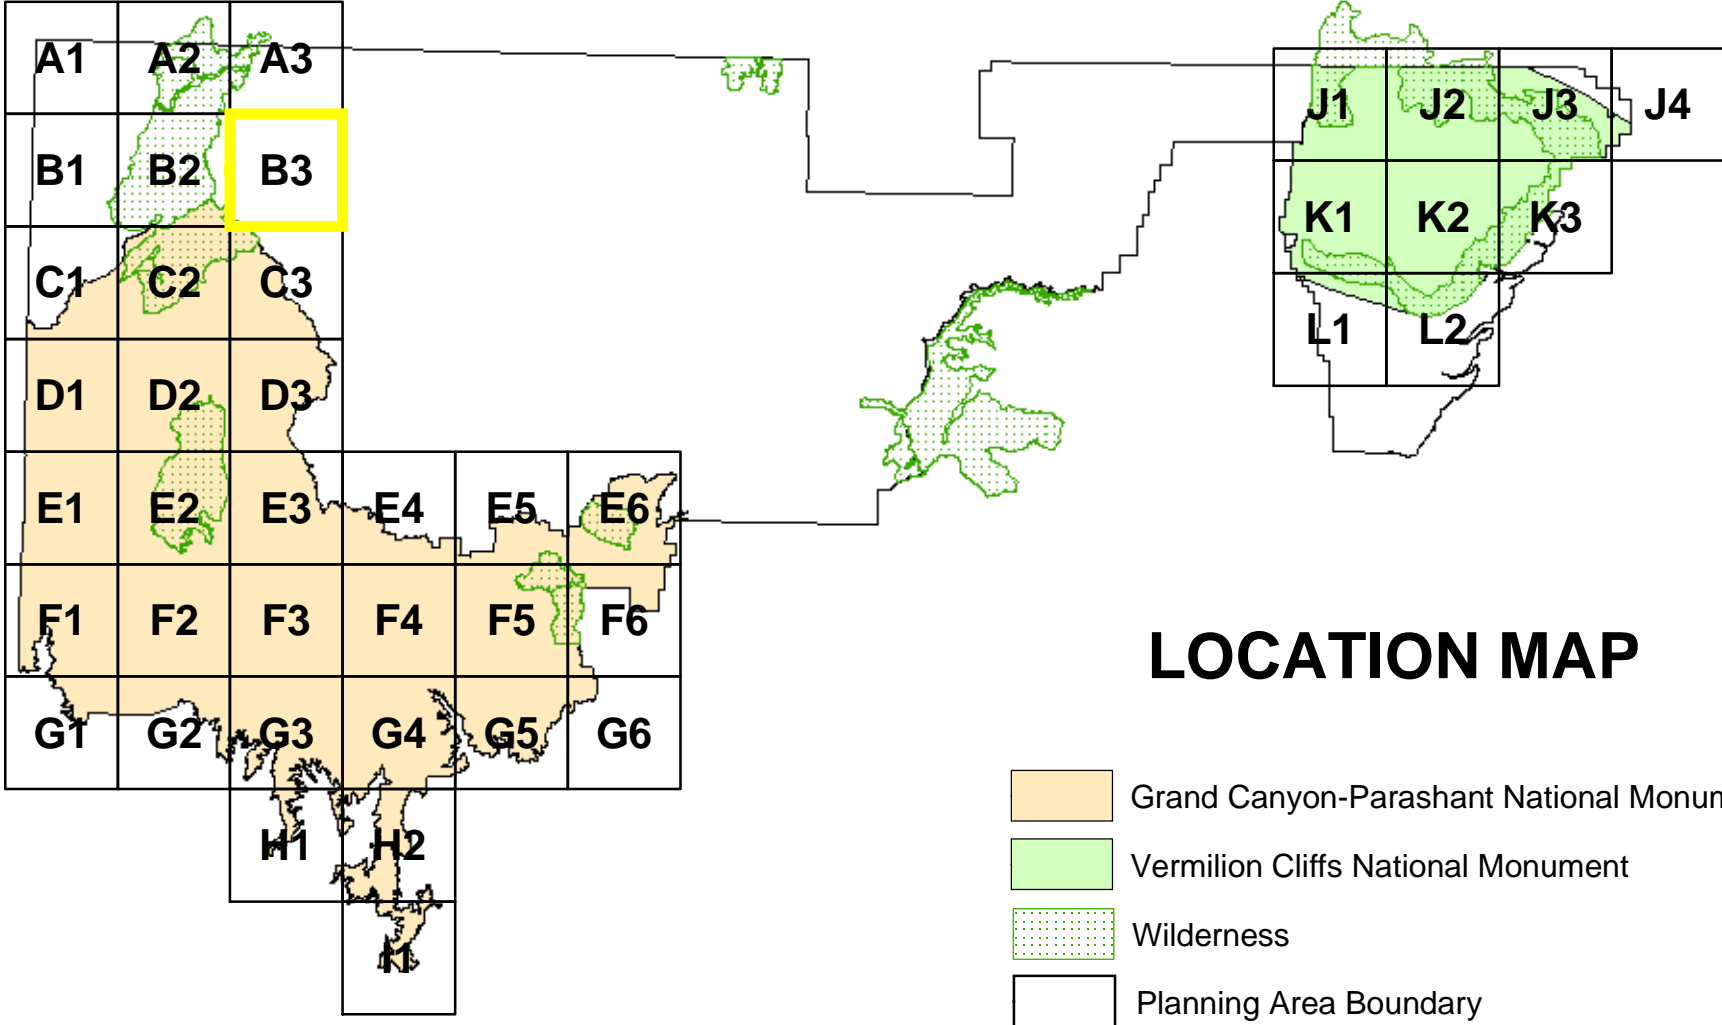 A1 A2 A3
J1 J2 J3 J4
B1 B2 B3
K1 K2 K3
C1 C2 C3
L1 L2
D1 D2 D3
E1 E2 E3 E4 E5 E6
F1 F2 F3 F4 F5 F6
LOCATION MAP
G1 G2 G3 G4 G5 G6
Grand Canyon-Parashant National Monum
H1 H2
Vermilion Cliffs National Monument
Wilderness
I1
Planning Area Boundary